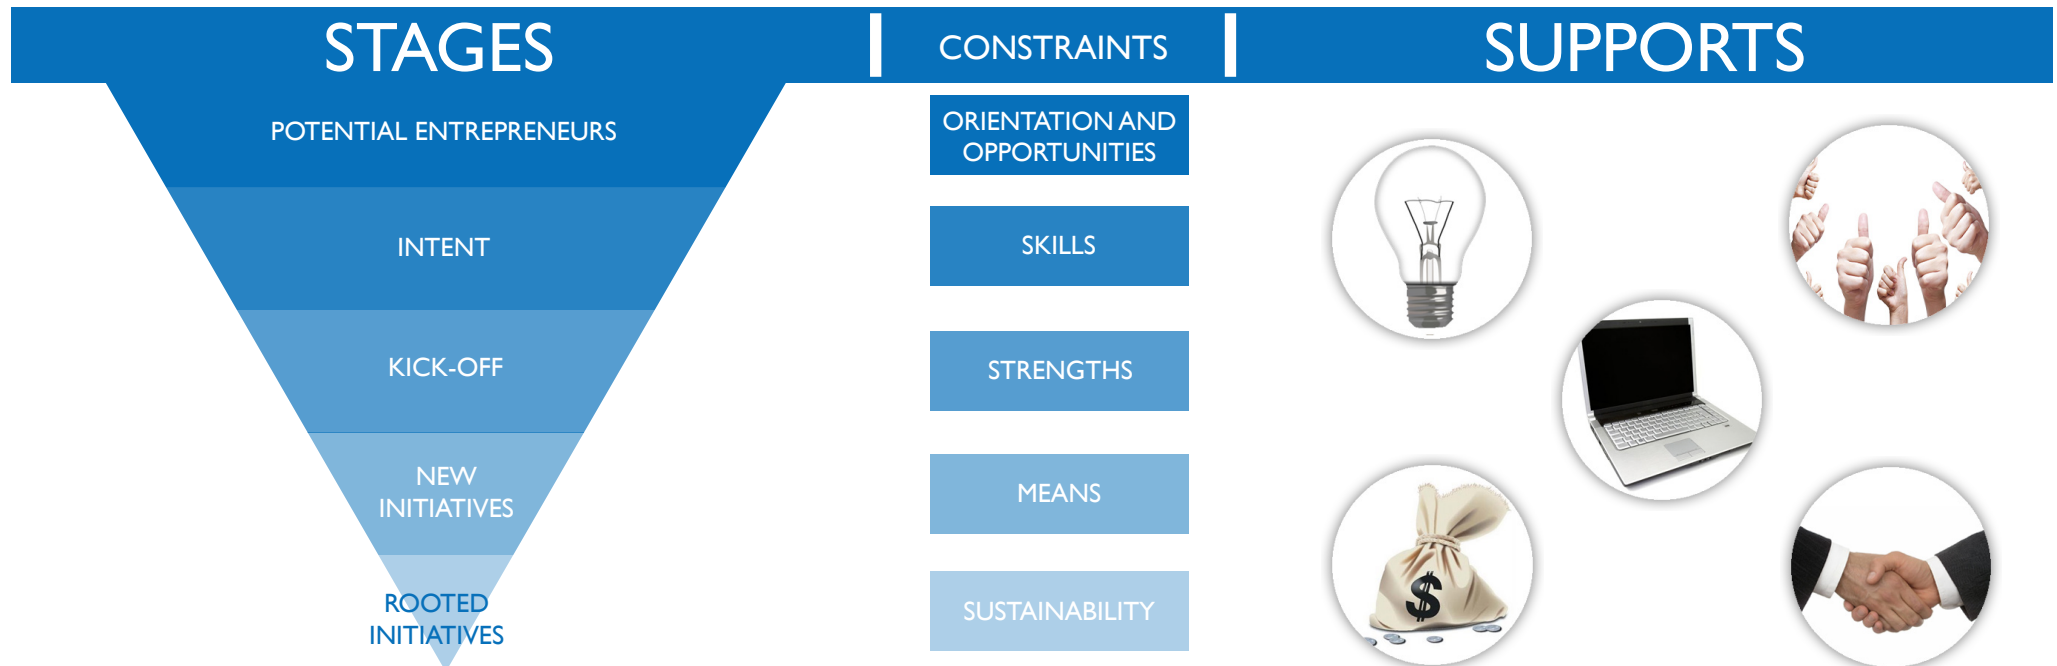 STAGES
CONSTRAINTS
SUPPORTS
POTENTIAL ENTREPRENEURS
INTENT
KICK-OFF
NEW
INITIATIVES
ROOTED
INITIATIVES
ORIENTATION AND
OPPORTUNITIES
SKILLS
STRENGTHS
MEANS
SUSTAINABILITY
$